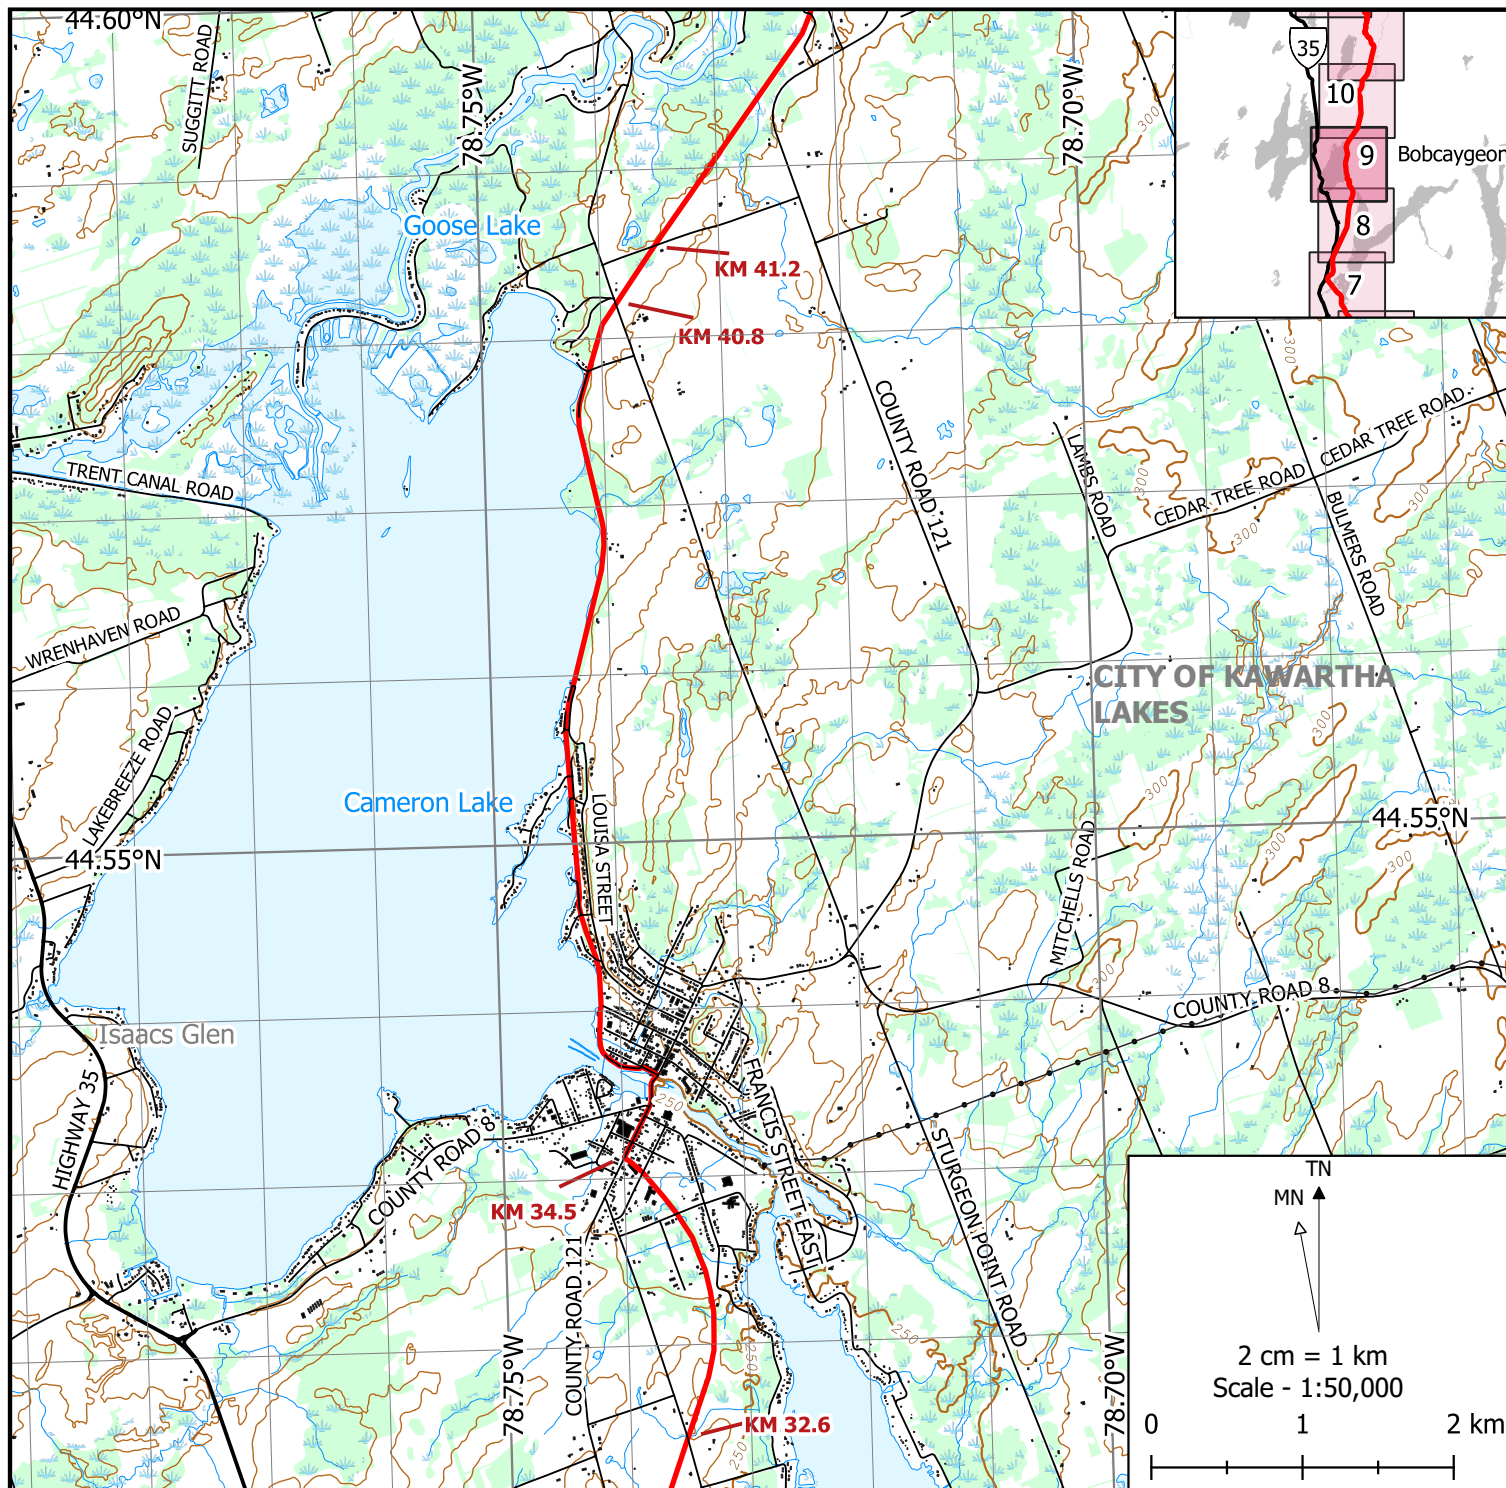 44.60°N
SUGGITT ROAD
78.75°W
78.70°W
300
35
10
9
Bobcaygeon
8
7
Goose Lake
KM 41.2
KM 40.8
300
COUNTY ROAD 121
LAMBS ROAD
CEDAR TREE ROAD
CEDAR TREE ROAD
300
300
300
BULMERS ROAD
TRENT CANAL ROAD
WRENHAVEN ROAD
CITY OF KAWARTHA
LAKES
300
LAKEBREEZE ROAD
Cameron Lake
LOUISA STREET
300
44.55°N
44.55°N
300
300
MITCHELLS ROAD
300
COUNTY ROAD 8
Isaacs Glen
HIGHWAY 35
250
FRANCIS STREET EAST
COUNTY ROAD 8
STURGEON POINT ROAD
KM 34.5
COUNTY ROAD 121
78.75°W
250
250
KM 32.6
250
78.70°W
TN
MN
2 cm = 1 km
Scale - 1:50,000
0 1 2 km